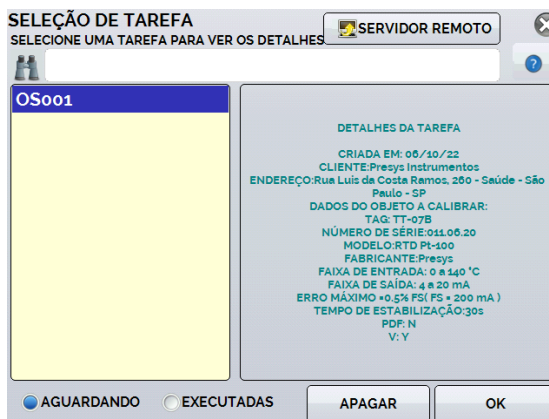 SELEÇÃO DE TAREFA
SELECIONE UMA TAREFA PARA VER OS DETALHES
SERVIDOR REMOTO
?
OS001
DETALHES DA TAREFA
CRIADA EM: 06/10/22
CLIENTE:Presys Instrumentos
ENDEREÇO:Rua Luis da Costa Ramos, 260 - Saúde - São
Paulo - SP
DADOS DO OBJETO A CALIBRAR:
TAG: TT-07B
NÚMERO DE SÉRIE:011.06.20
MODELO:RTD Pt-100
FABRICANTE:Presys
FAIXA DE ENTRADA: 0 a 140 °C
FAIXA DE SAÍDA: 4 a 20 mA
ERRO MÁXIMO =0.5% FS( FS = 200 mA )
TEMPO DE ESTABILIZAÇÃO:30s
PDF: N
V: Y
AGUARDANDO
EXECUTADAS
APAGAR
OK